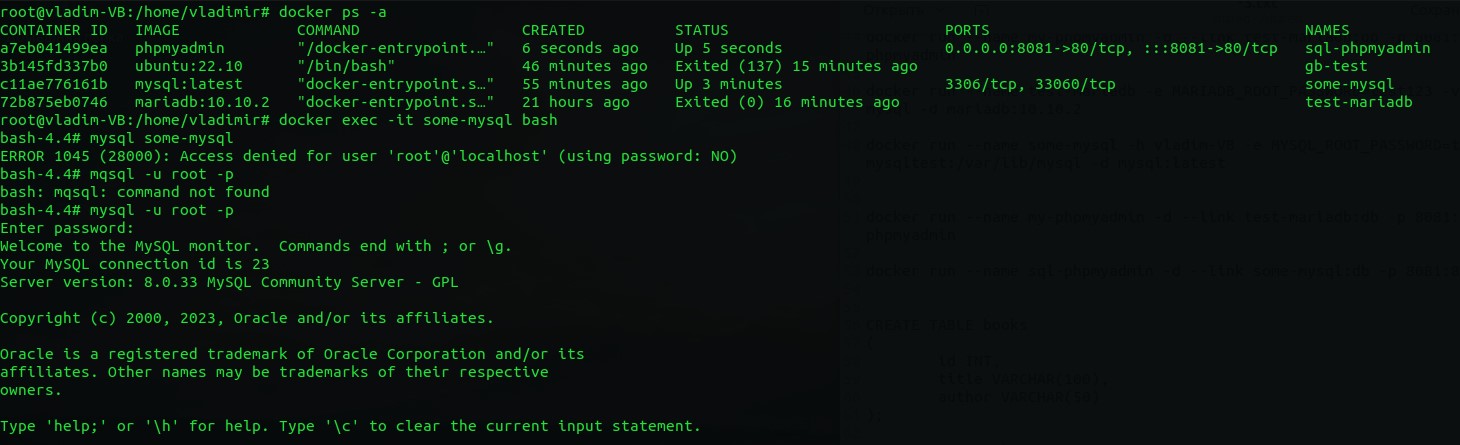 root@vladim-VB:/home/vladimir# docker ps -a
CONTAINER ID   IMAGE             COMMAND                  CREATED          STATUS                        PORTS                                   NAMES
a7eb041499ea   phpmyadmin        "/docker-entrypoint.…"   6 seconds ago    Up 5 seconds                  0.0.0.0:8081->80/tcp, :::8081->80/tcp   sql-phpmyadmin
3b145fd337b0   ubuntu:22.10      "/bin/bash"              46 minutes ago   Exited (137) 15 minutes ago                                           gb-test
c11ae776161b   mysql:latest      "docker-entrypoint.s…"   55 minutes ago   Up 3 minutes                  3306/tcp, 33060/tcp                     some-mysql
72b875eb0746   mariadb:10.10.2   "docker-entrypoint.s…"   21 hours ago     Exited (0) 16 minutes ago                                             test-mariadb
root@vladim-VB:/home/vladimir# docker exec -it some-mysql bash
bash-4.4# mysql some-mysql
ERROR 1045 (28000): Access denied for user 'root'@'localhost' (using password: NO)
bash-4.4# mqsql -u root -p
bash: mqsql: command not found
bash-4.4# mysql -u root -p
Enter password:
Welcome to the MySQL monitor.  Commands end with ; or \g.
Your MySQL connection id is 23
Server version: 8.0.33 MySQL Community Server - GPL

Copyright (c) 2000, 2023, Oracle and/or its affiliates.

Oracle is a registered trademark of Oracle Corporation and/or its
affiliates. Other names may be trademarks of their respective
owners.

Type 'help;' or '\h' for help. Type '\c' to clear the current input statement.